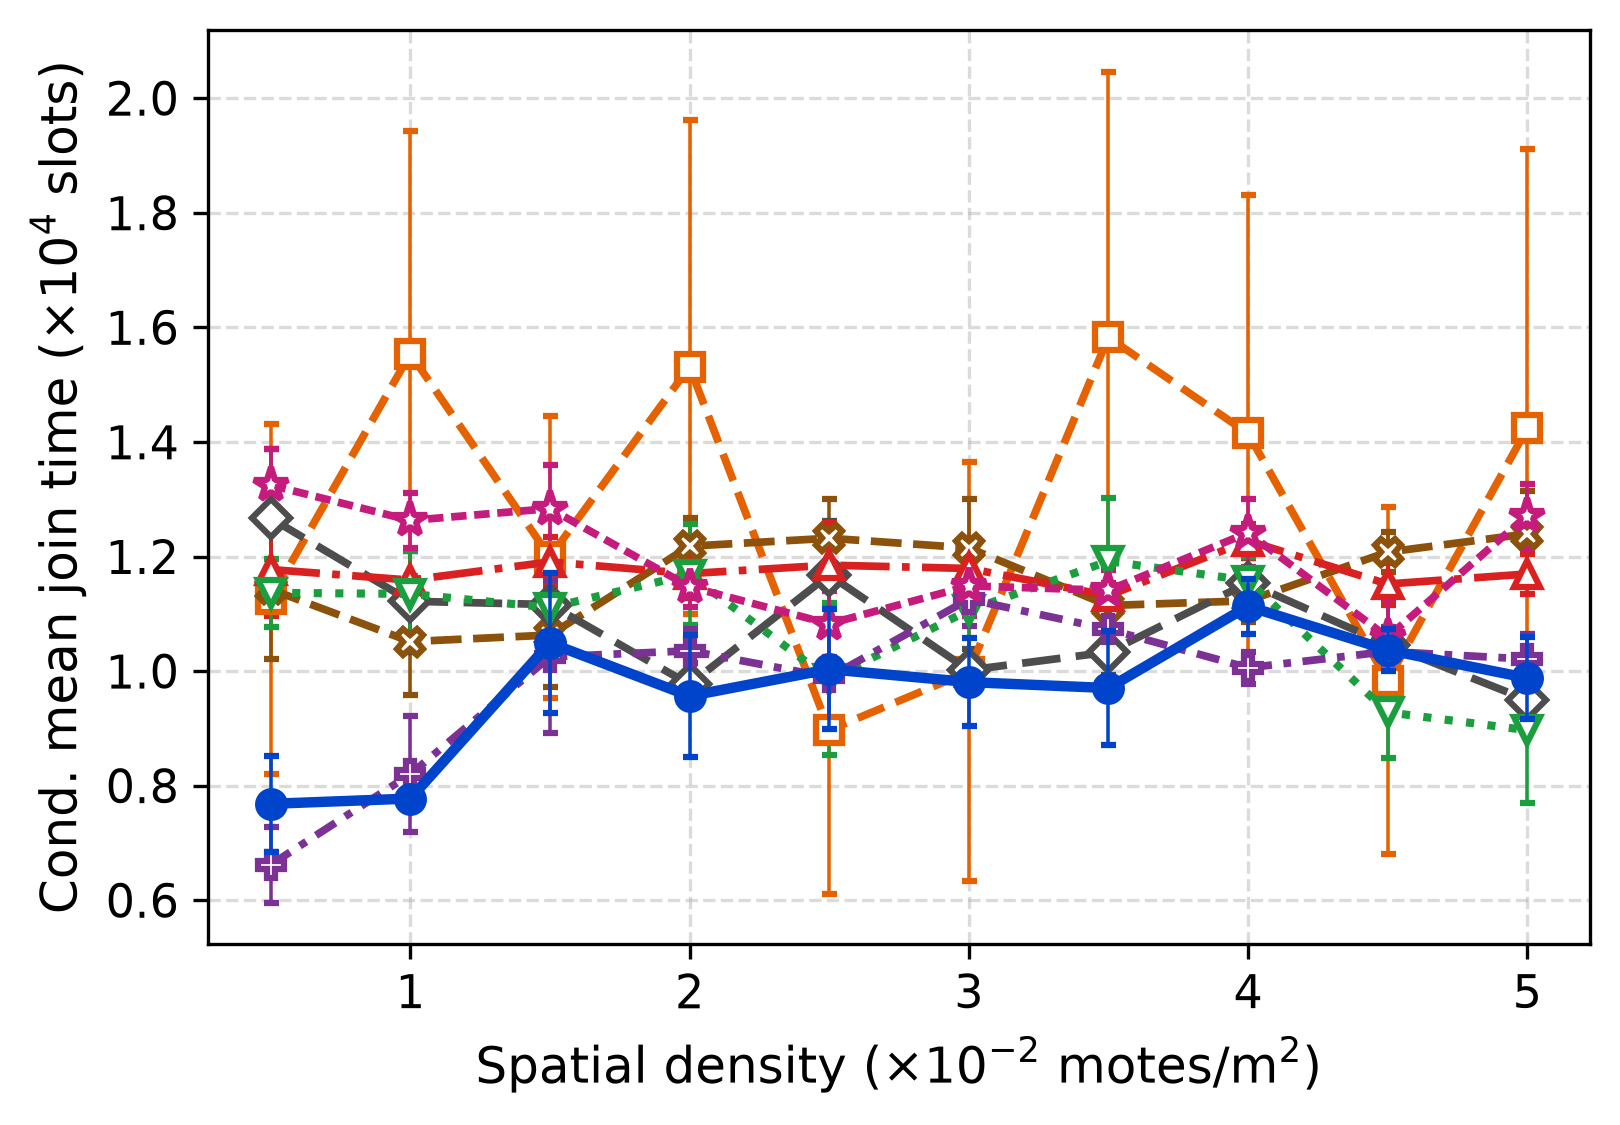 Cond. mean join time (×10⁴ slots)
2.0
1.8
1.6
1.4
1.2
1.0
0.8
0.6
1 2 3 4 5
Spatial density (×10⁻² motes/m²)